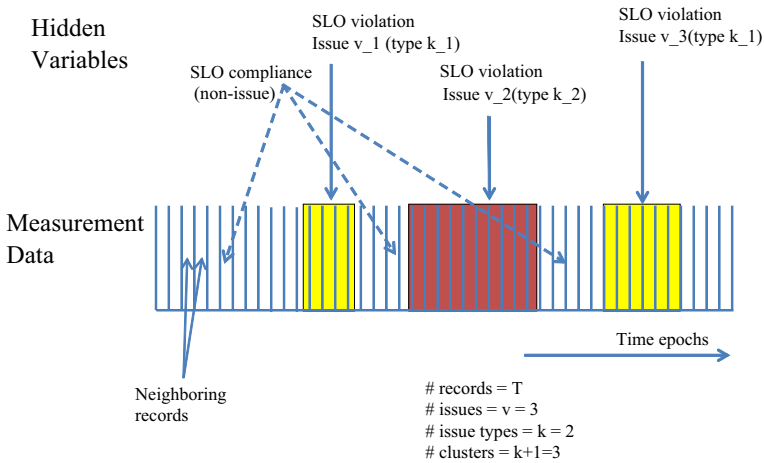 Hidden
Variables
SLO violation
Issue v_1 (type k_1)
SLO violation
Issue v_3(type k_1)
SLO compliance
(non-issue)
SLO violation
Issue v_2(type k_2)
Measurement
Data
Time epochs
Neighboring
records
# records = T
# issues = v = 3
# issue types = k = 2
# clusters = k+1=3